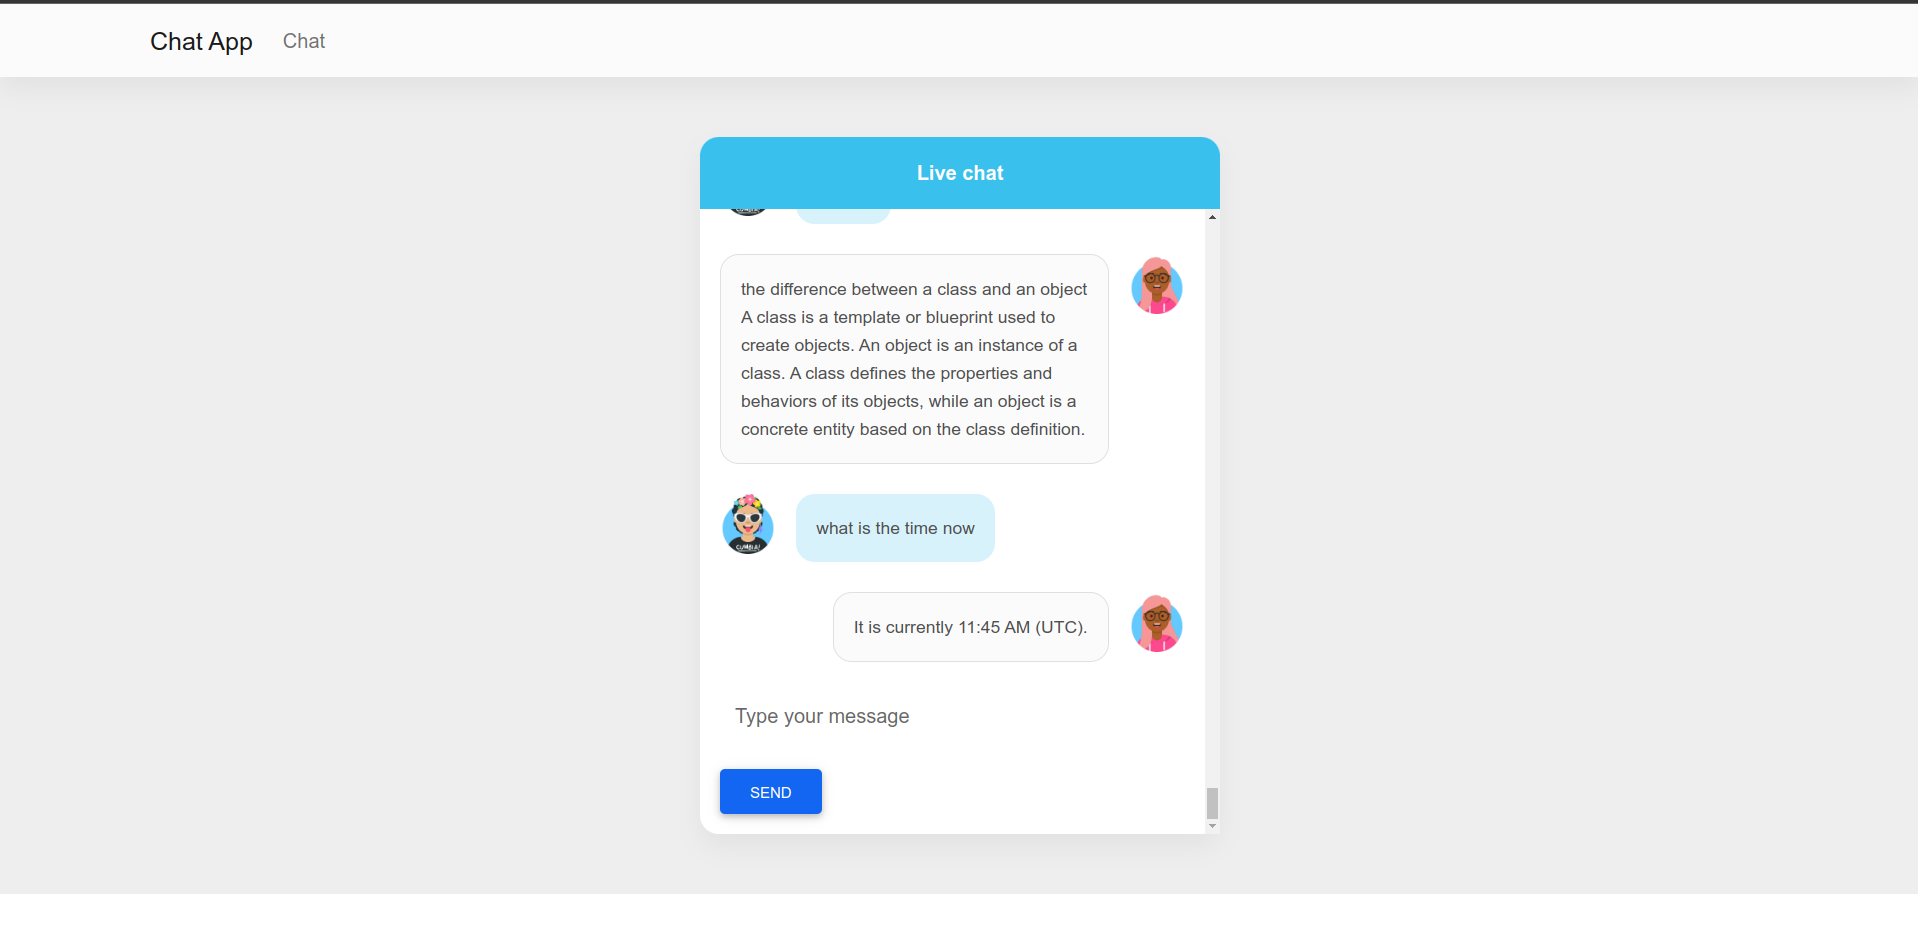 Chat App Chat
Live chat
the difference between a class and an object
A class is a template or blueprint used to
create objects. An object is an instance of a
class. A class defines the properties and
behaviors of its objects, while an object is a
concrete entity based on the class definition.
what is the time now
CUMBIA!
It is currently 11:45 AM (UTC).
Type your message
SEND